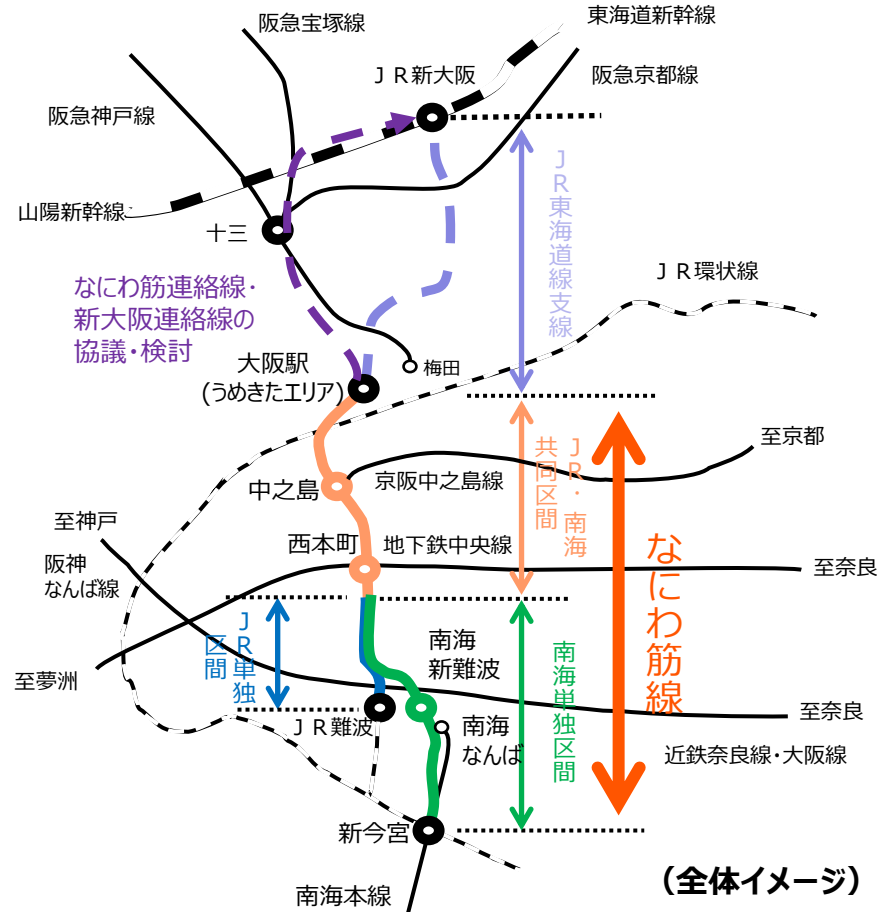 阪急宝塚線
東海道新幹線
ＪＲ新大阪
阪急京都線
阪急神戸線
山陽新幹線
十三
ＪＲ東海道線支線
ＪＲ環状線
なにわ筋連絡線・
新大阪連絡線の
協議・検討
大阪駅
(うめきたエリア)
梅田
ＪＲ・南海
共同区間
至京都
中之島
京阪中之島線
至神戸
西本町
地下鉄中央線
なにわ筋線
阪神
なんば線
至奈良
ＪＲ単独
区間
南海
新難波
南海単独区間
至夢洲
ＪＲ難波
南海
なんば
至奈良
近鉄奈良線・大阪線
新今宮
南海本線
（全体イメージ）